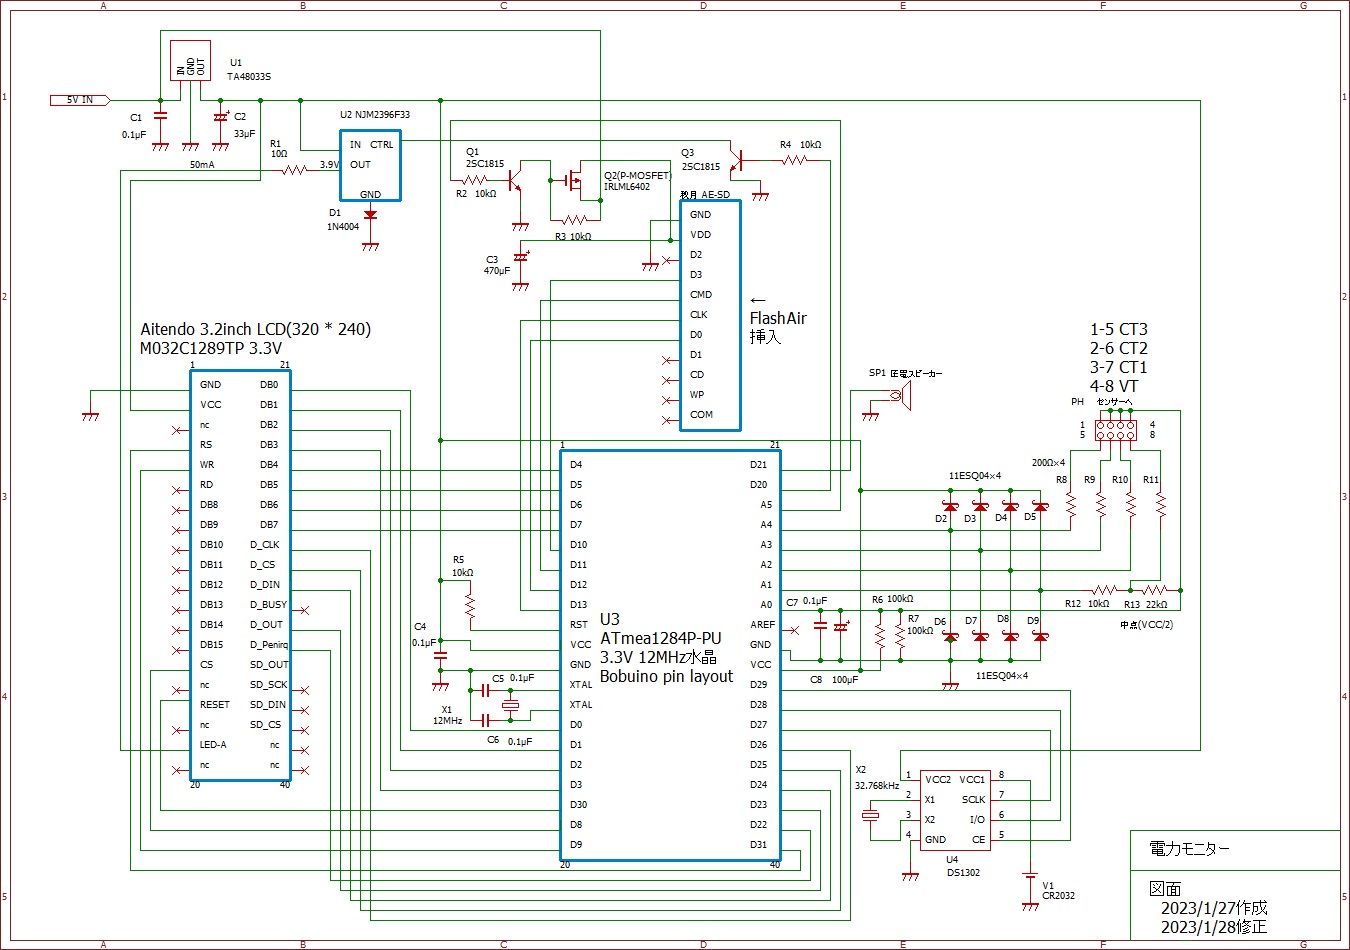 A B C D E F G
1 1
2 2
3 3
4 4
5 5
5V IN
IN GND OUT
U1
TA48033S
C1
0.1μF
C2
33μF
R1
10Ω
50mA
3.9V
U2 NJM2396F33
IN CTRL
OUT
GND
D1
1N4004
Q1
2SC1815
R2 10kΩ
Q2(P-MOSFET)
IRLML6402
R3 10kΩ
C3
470μF
Q3
2SC1815
R4 10kΩ
秋月 AE-SD
GND
VDD
D2
D3
CMD
CLK
D0
D1
CD
WP
COM
←
FlashAir
挿入
Aitendo 3.2inch LCD(320 * 240)
M032C1289TP 3.3V
1 21
GND DB0
VCC DB1
nc DB2
RS DB3
WR DB4
RD DB5
DB8 DB6
DB9 DB7
DB10 D_CLK
DB11 D_CS
DB12 D_DIN
DB13 D_BUSY
DB14 D_OUT
DB15 D_Penirq
CS SD_OUT
nc SD_SCK
RESET SD_DIN
nc SD_CS
LED-A nc
nc nc
20 40
R5
10kΩ
C4
0.1μF
C5 0.1μF
X1
12MHz
C6 0.1μF
1 21
D4 D21
D5 D20
D6 A5
D7 A4
D10 A3
D11 A2
D12 A1
D13 A0
RST AREF
VCC GND
GND VCC
XTAL D29
XTAL D28
D0 D27
D1 D26
D2 D25
D3 D24
D30 D23
D8 D22
D9 D31
20 40
U3
ATmea1284P-PU
3.3V 12MHz水晶
Bobuino pin layout
SP1 圧電スピーカー
1-5 CT3
2-6 CT2
3-7 CT1
4-8 VT
PH センサーへ
1 4
5 8
200Ω×4
R8 R9 R10 R11
11ESQ04×4
D2 D3 D4 D5
R12 10kΩ R13 22kΩ
中点(VCC/2)
C7 0.1μF
R6 100kΩ
R7
100kΩ
D6 D7 D8 D9
C8 100μF
11ESQ04×4
X2
32.768kHz
1 VCC2 VCC1 8
2 X1 SCLK 7
3 X2 I/O 6
4 GND CE 5
U4
DS1302
V1
CR2032
電力モニター
図面
2023/1/27作成
2023/1/28修正
A B C D E F G